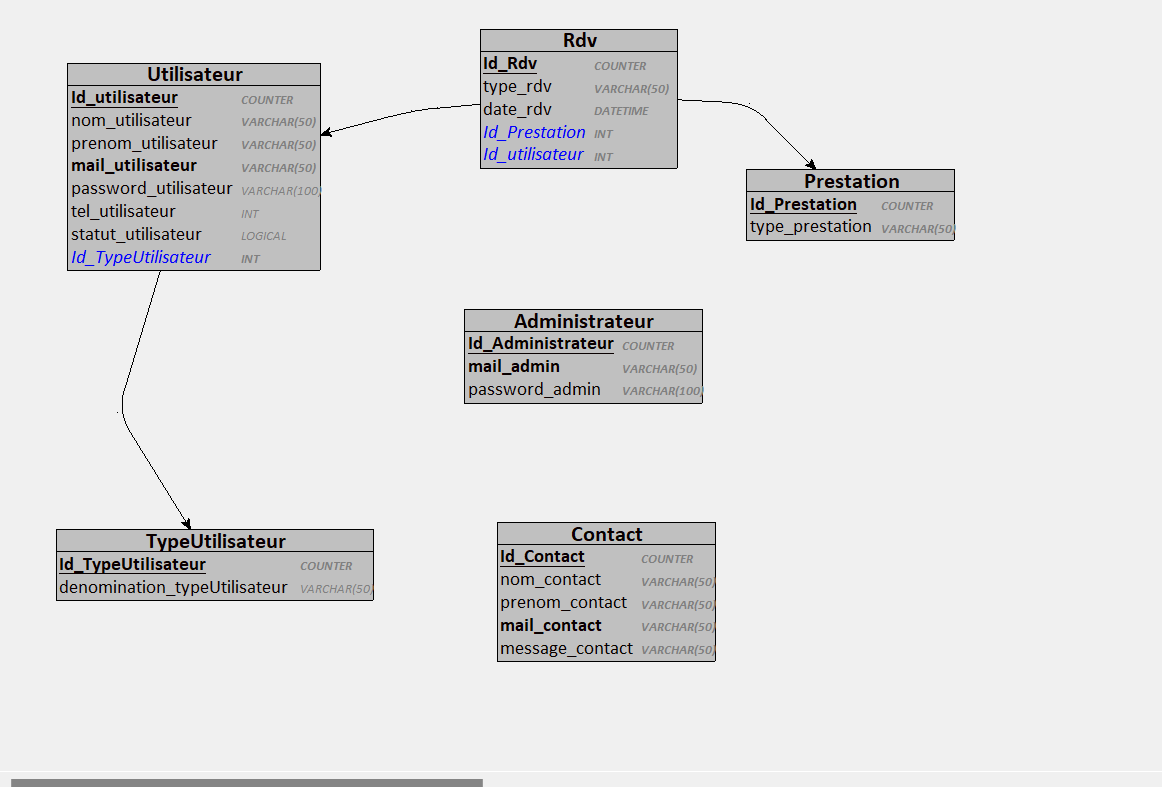 Utilisateur
Id_utilisateur COUNTER
nom_utilisateur VARCHAR(50)
prenom_utilisateur VARCHAR(50)
mail_utilisateur VARCHAR(50)
password_utilisateur VARCHAR(100)
tel_utilisateur INT
statut_utilisateur LOGICAL
Id_TypeUtilisateur INT
Rdv
Id_Rdv COUNTER
type_rdv VARCHAR(50)
date_rdv DATETIME
Id_Prestation INT
Id_utilisateur INT
Prestation
Id_Prestation COUNTER
type_prestation VARCHAR(50)
Administrateur
Id_Administrateur COUNTER
mail_admin VARCHAR(50)
password_admin VARCHAR(100)
TypeUtilisateur
Id_TypeUtilisateur COUNTER
denomination_typeUtilisateur VARCHAR(50)
Contact
Id_Contact COUNTER
nom_contact VARCHAR(50)
prenom_contact VARCHAR(50)
mail_contact VARCHAR(50)
message_contact VARCHAR(50)